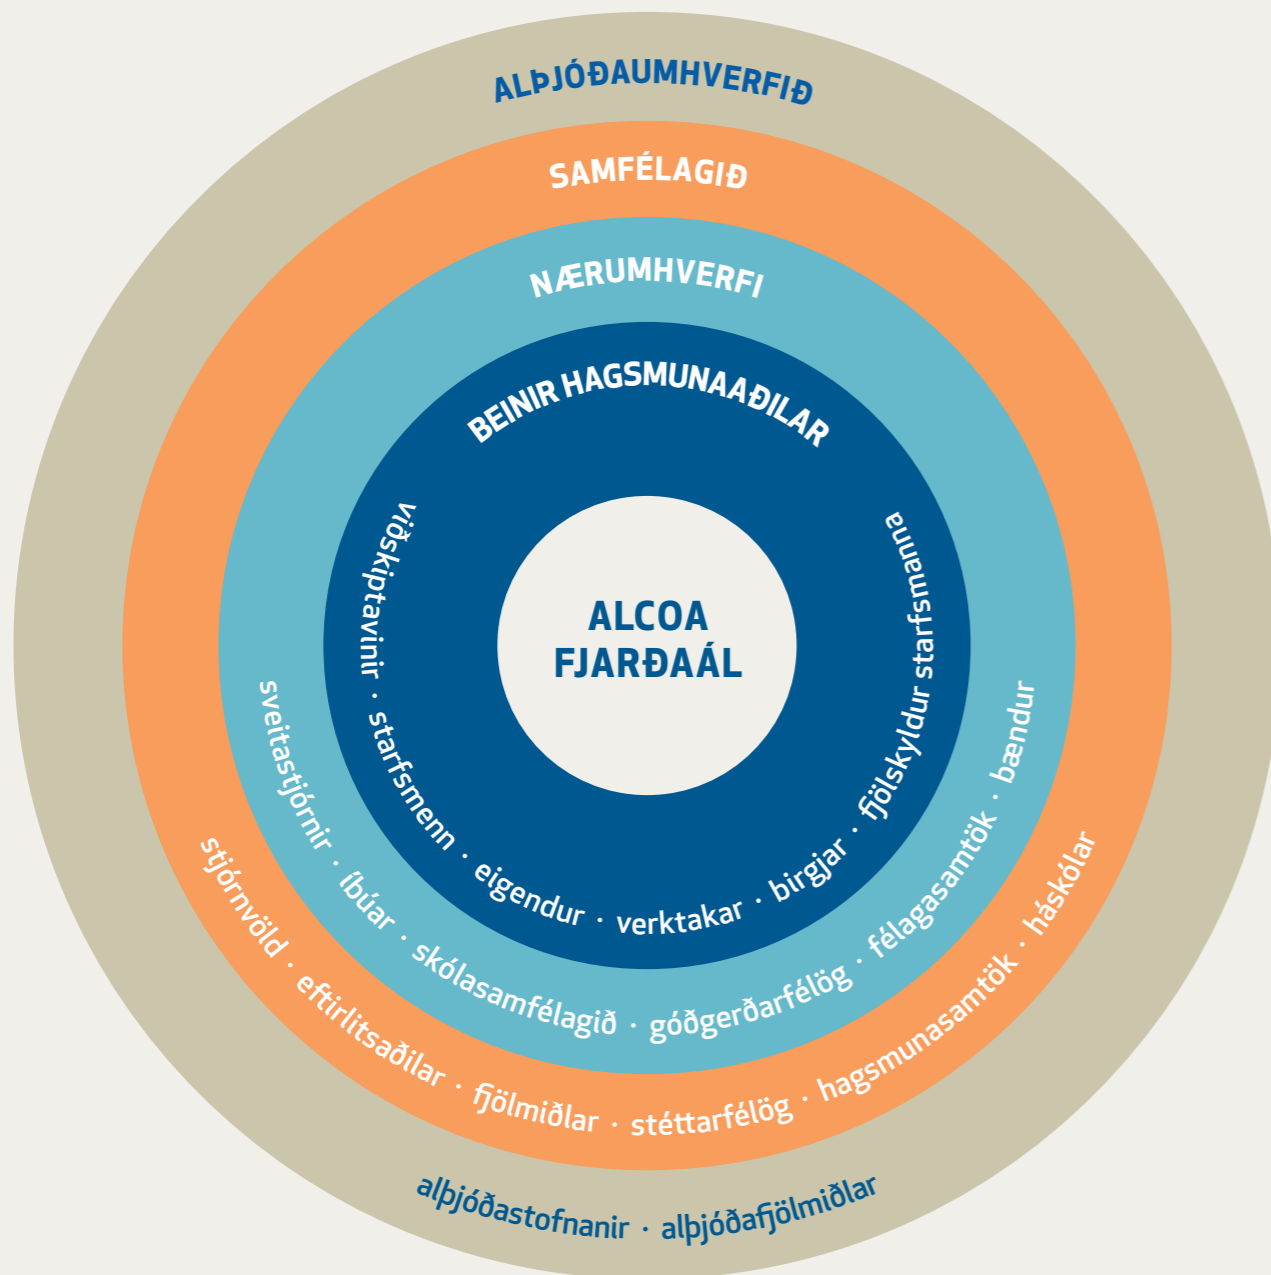 ALÞJÓÐAUMHVERFIÐ
SAMFÉLAGIÐ
NÆRUMHVERFI
BEINIR HAGSMUNAAÐILAR
ALCOA
FJARÐAÁL
viðskiptavinir · starfsmenn · eigendur · verktakar · birgjar · fjölskyldur starfsmanna
sveitastjórnir · íbúar · skólasamfélagið · góðgerðarfélög · félagasamtök · bændur
stjórnvöld · eftirlitsaðilar · fjölmiðlar · stéttarfélög · hagsmunasamtök · háskólar
alþjóðastofnanir · alþjóðafjölmiðlar